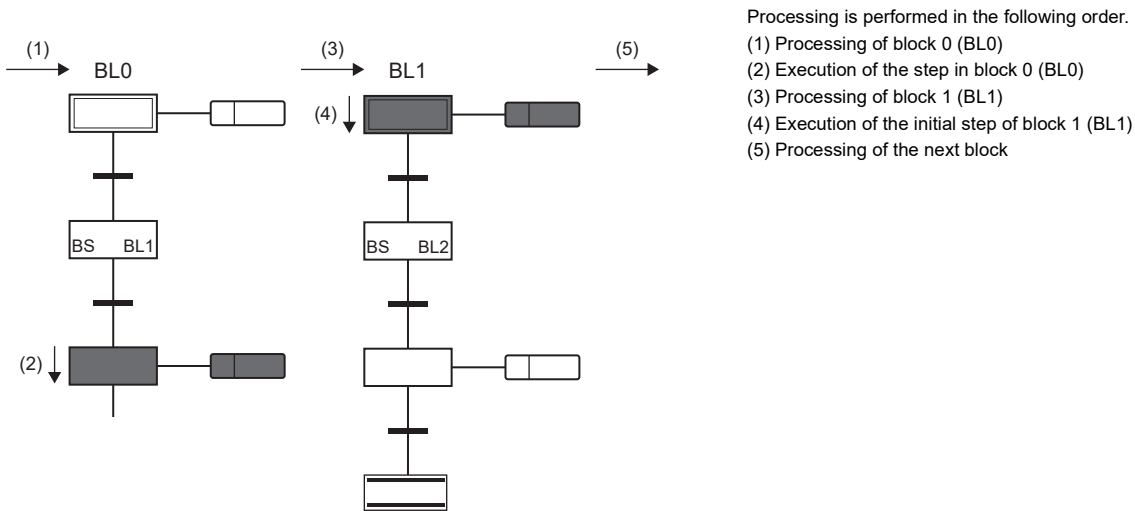 Processing is performed in the following order.
(1) Processing of block 0 (BL0)
(2) Execution of the step in block 0 (BL0)
(3) Processing of block 1 (BL1)
(4) Execution of the initial step of block 1 (BL1)
(5) Processing of the next block
(1)
BL0
BS BL1
(2)
(3)
BL1
(4)
BS BL2
(5)